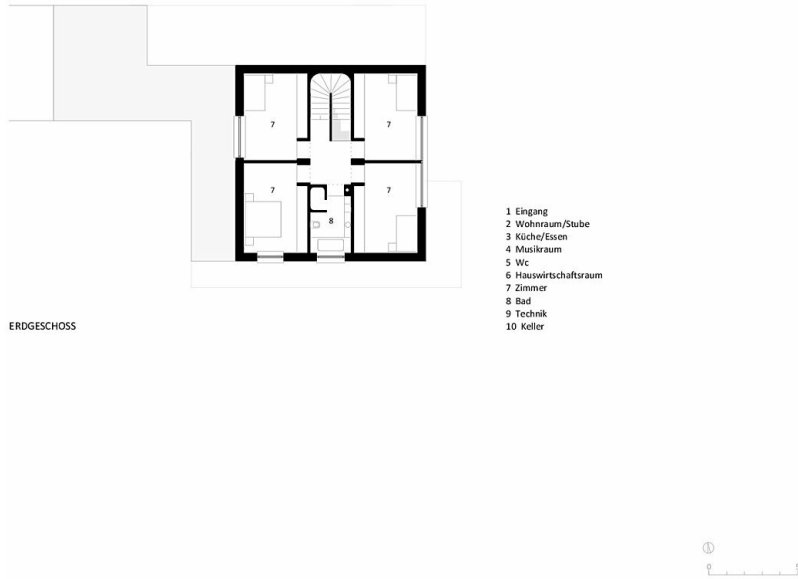 7
7
7
7
8
1 Eingang
2 Wohnraum/Stube
3 Küche/Essen
4 Musikraum
5 Wc
6 Hauswirtschaftsraum
7 Zimmer
8 Bad
9 Technik
10 Keller
ERDGESCHOSS
0